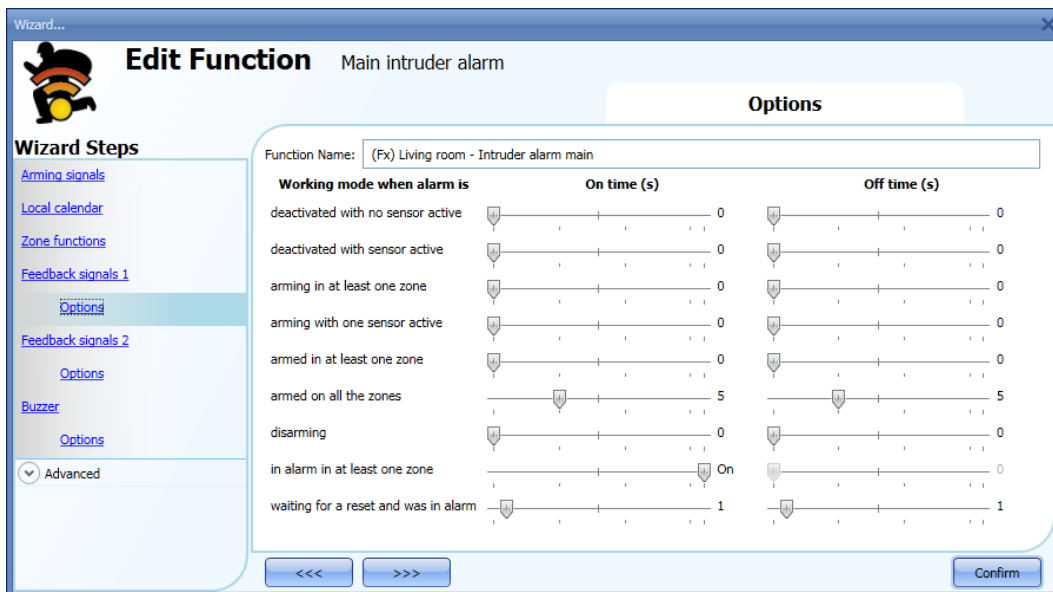 Wizard...
Edit Function Main intruder alarm
Options
Wizard Steps
Arming signals
Local calendar
Zone functions
Feedback signals 1
Options
Feedback signals 2
Options
Buzzer
Options
Advanced
Function Name: (Fx) Living room - Intruder alarm main
Working mode when alarm is On time (s) Off time (s)
deactivated with no sensor active 0 0
deactivated with sensor active 0 0
arming in at least one zone 0 0
arming with one sensor active 0 0
armed in at least one zone 0 0
armed on all the zones 5 5
disarming 0 0
in alarm in at least one zone On 0
waiting for a reset and was in alarm 1 1
<<< >>> Confirm